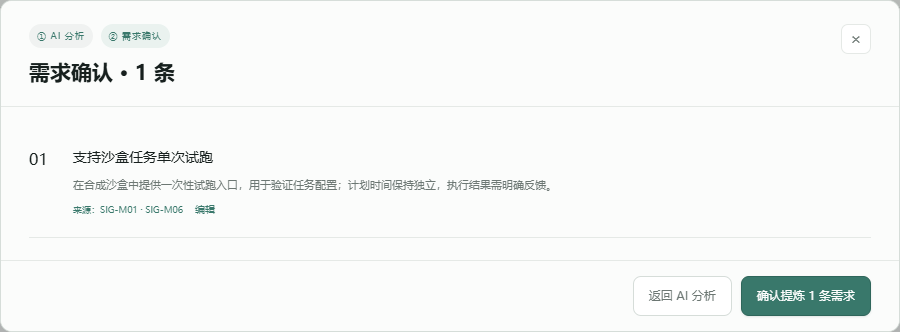 ① AI 分析 ② 需求确认
×
需求确认 • 1 条
01 支持沙盒任务单次试跑
在合成沙盒中提供一次性试跑入口，用于验证任务配置；计划时间保持独立，执行结果需明确反馈。
来源：SIG-M01 · SIG-M06 编辑
返回 AI 分析 确认提炼 1 条需求